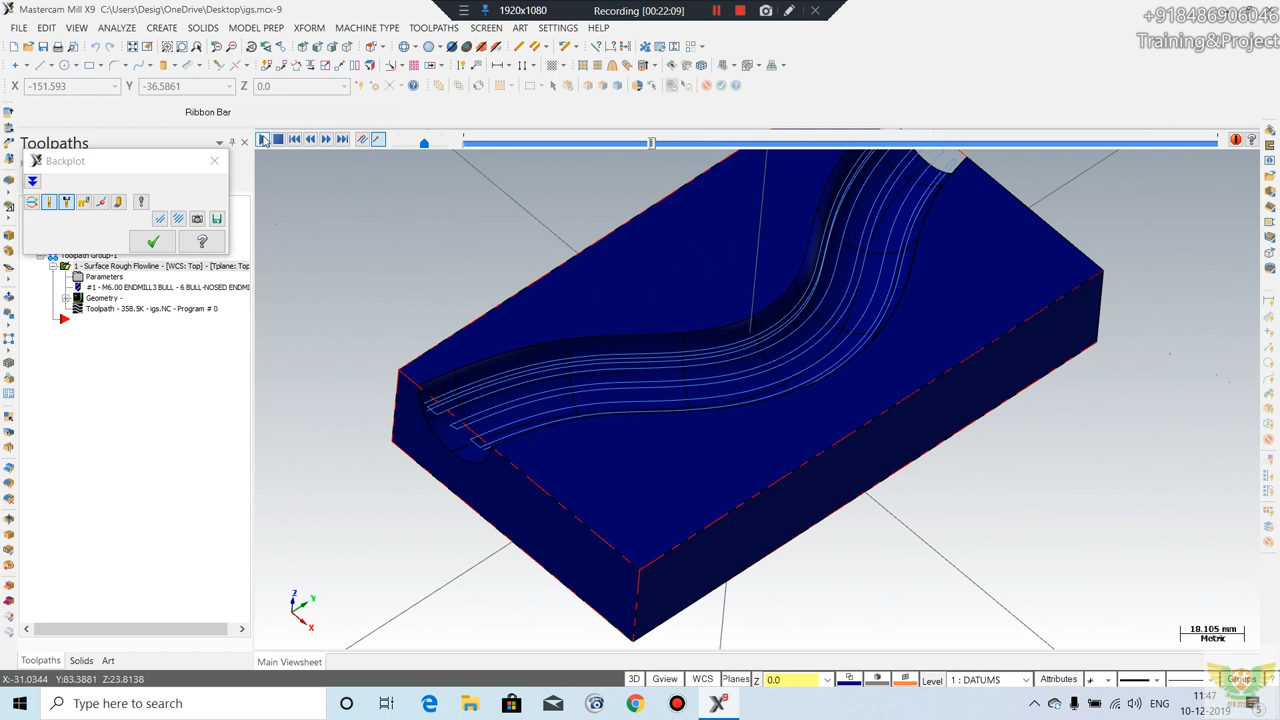 Mastercam Mill X9  C:\Users\Desig\OneDrive\Desktop\igs.mcx-9
1920x1080
Recording [00:22:09]
+918486906046
Training&Project
FILE EDIT VIEW ANALYZE CREATE SOLIDS MODEL PREP XFORM MACHINE TYPE TOOLPATHS SCREEN ART SETTINGS HELP
X -151.593 Y -36.5861 Z 0.0
Ribbon Bar
Toolpaths
Backplot
Toolpath Group-1
1 - Surface Rough Flowline - [WCS: Top] - [Tplane: Top
Parameters
#1 - M6.00 ENDMILL3 BULL - 6 BULL-NOSED ENDMI
Geometry -
Toolpath - 358.5K - igs.NC - Program # 0
Z
Y
X
18.105 mm
Metric
Toolpaths Solids Art
Main Viewsheet
X:-31.0344 Y:83.3881 Z:23.8138
3D Gview WCS Planes Z 0.0 Level 1 : DATUMS Attributes Groups ?
Type here to search
ENG
11:47
10-12-2019
5